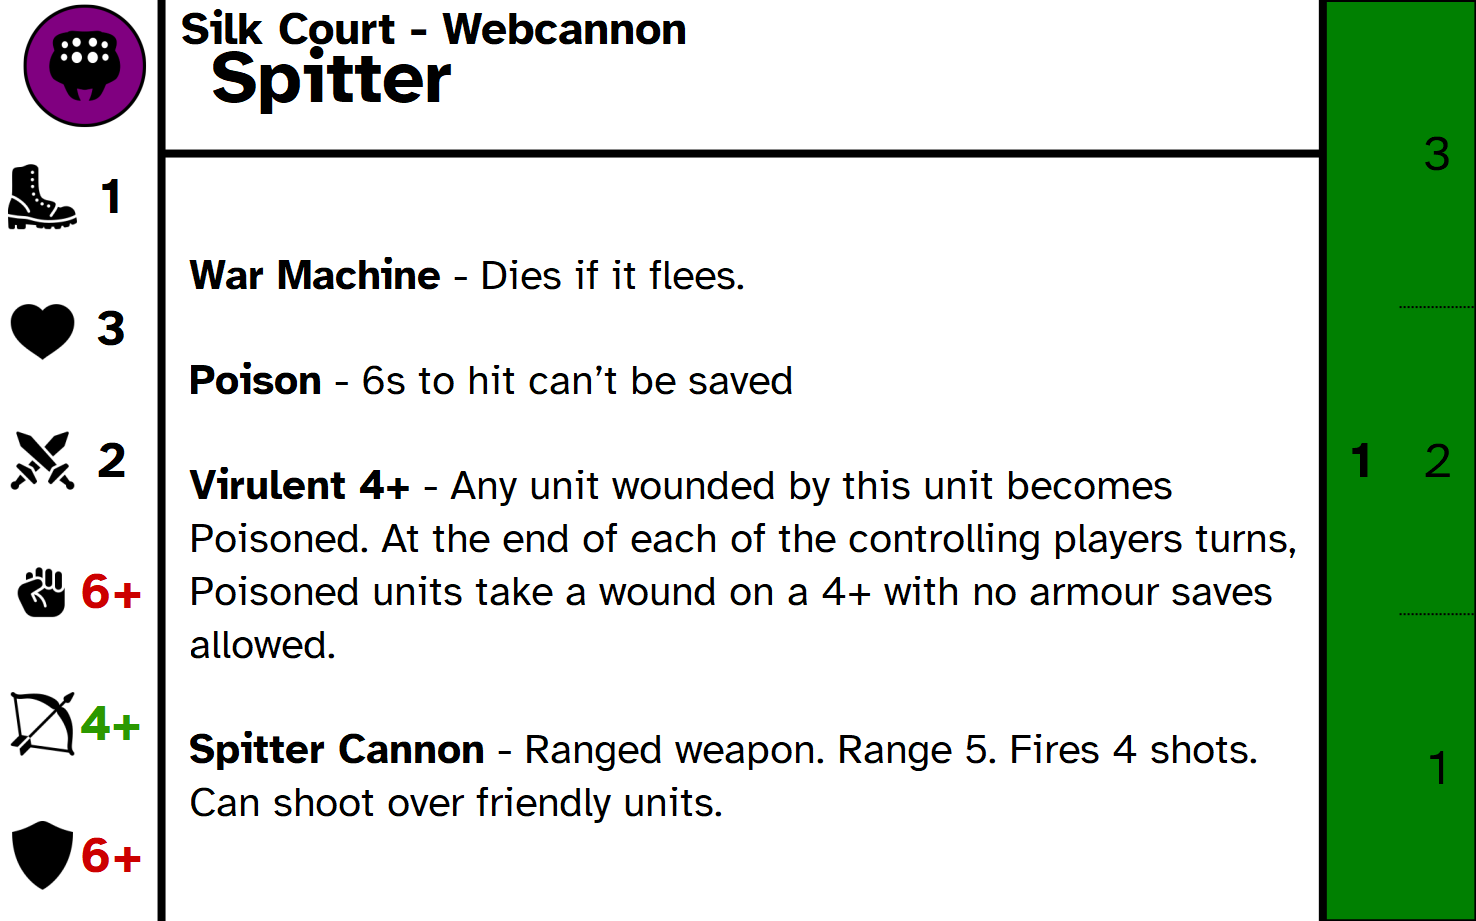 Silk Court - Webcannon
Spitter
1
3
2
6+
4+
6+
War Machine - Dies if it flees.
Poison - 6s to hit can’t be saved
Virulent 4+ - Any unit wounded by this unit becomes
Poisoned. At the end of each of the controlling players turns,
Poisoned units take a wound on a 4+ with no armour saves
allowed.
Spitter Cannon - Ranged weapon. Range 5. Fires 4 shots.
Can shoot over friendly units.
3
1 2
1